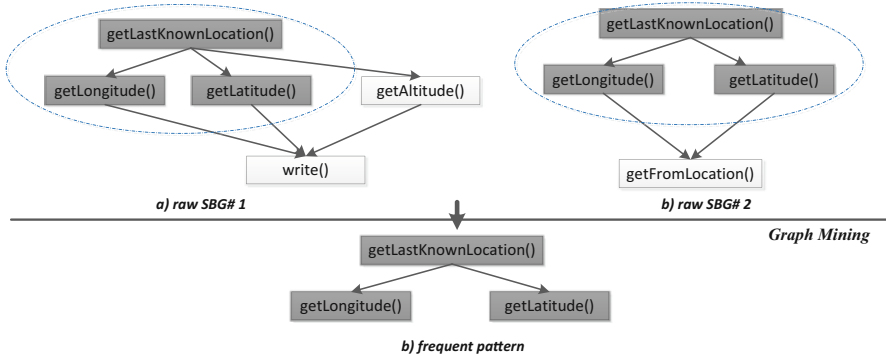 getLastKnownLocation()
getLongitude()
getLatitude()
getAltitude()
write()
a) raw SBG# 1
getLastKnownLocation()
getLongitude()
getLatitude()
getFromLocation()
b) raw SBG# 2
Graph Mining
getLastKnownLocation()
getLongitude()
getLatitude()
b) frequent pattern